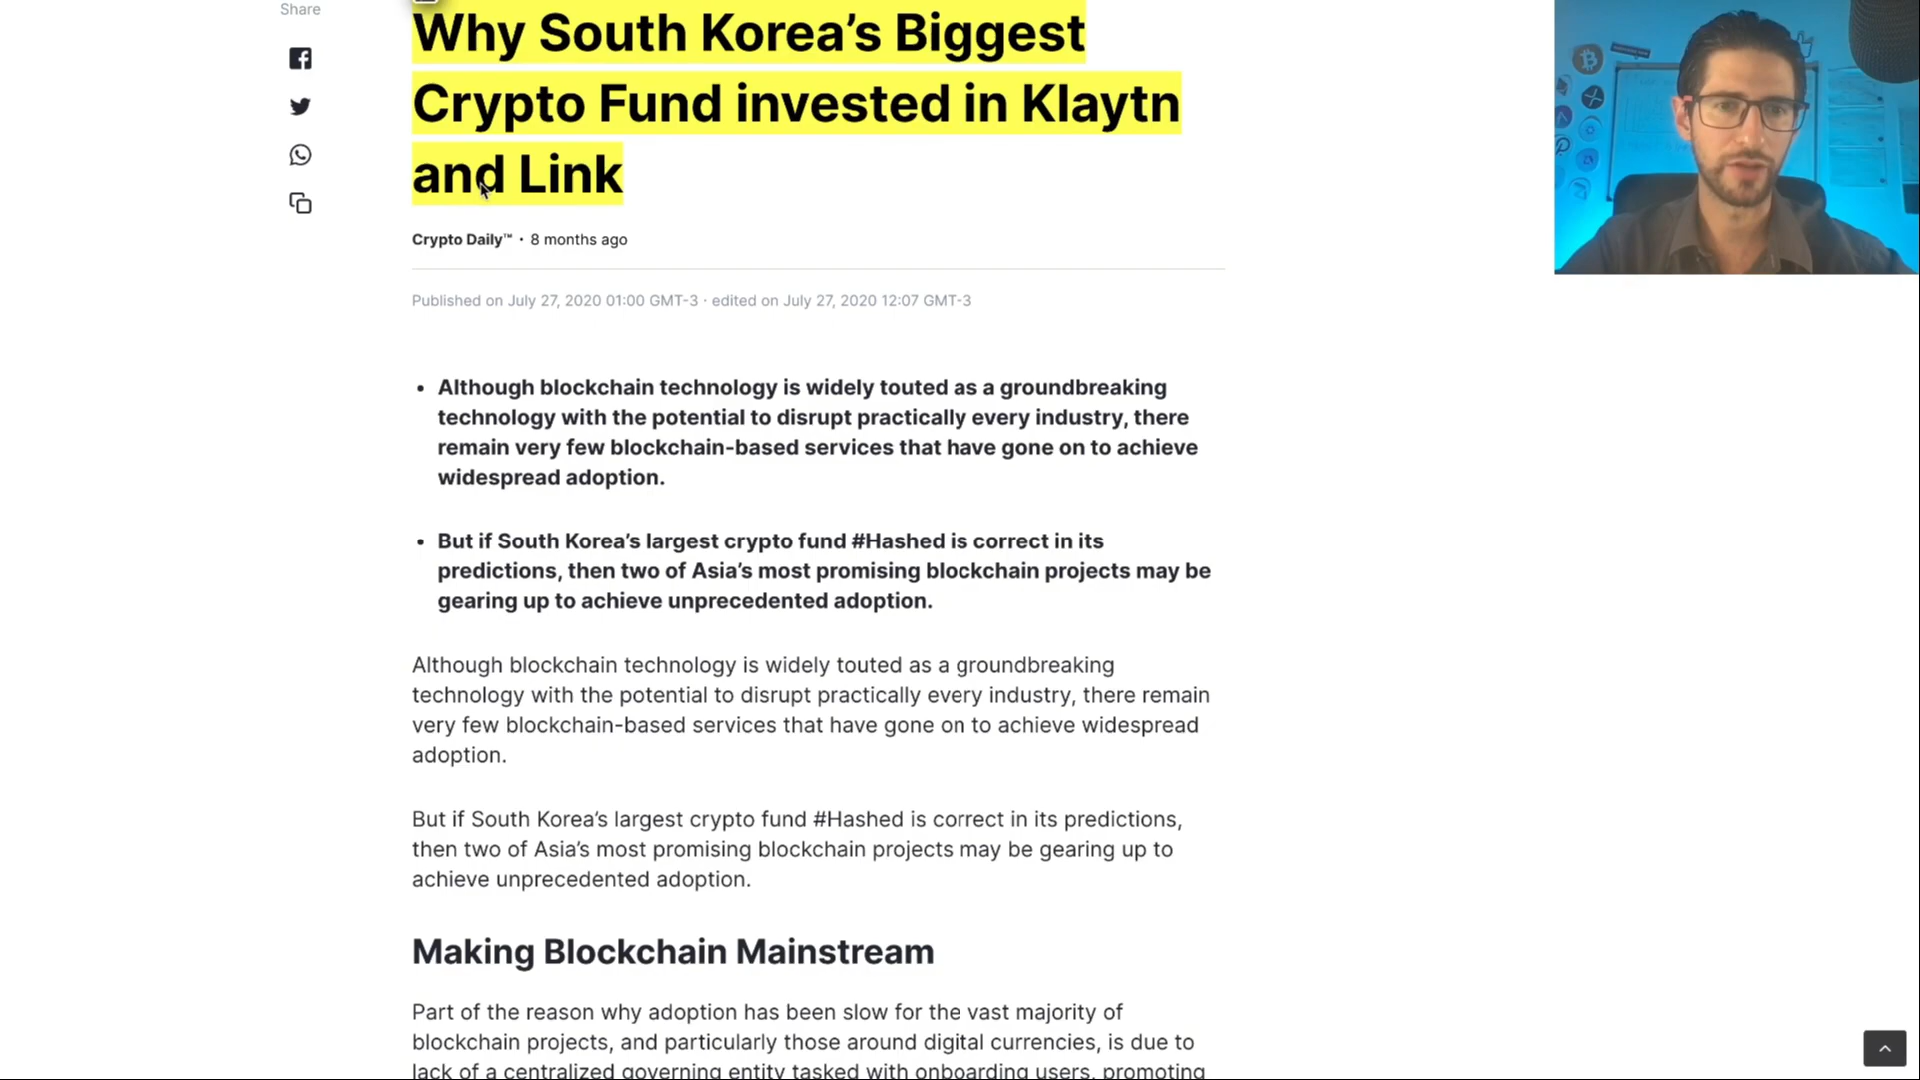 Share
Why South Korea’s Biggest
Crypto Fund invested in Klaytn
and Link
Crypto Daily™ · 8 months ago
Published on July 27, 2020 01:00 GMT-3 · edited on July 27, 2020 12:07 GMT-3
• Although blockchain technology is widely touted as a groundbreaking
technology with the potential to disrupt practically every industry, there
remain very few blockchain-based services that have gone on to achieve
widespread adoption.
• But if South Korea’s largest crypto fund #Hashed is correct in its
predictions, then two of Asia’s most promising blockchain projects may be
gearing up to achieve unprecedented adoption.
Although blockchain technology is widely touted as a groundbreaking
technology with the potential to disrupt practically every industry, there remain
very few blockchain-based services that have gone on to achieve widespread
adoption.
But if South Korea’s largest crypto fund #Hashed is correct in its predictions,
then two of Asia’s most promising blockchain projects may be gearing up to
achieve unprecedented adoption.
Making Blockchain Mainstream
Part of the reason why adoption has been slow for the vast majority of
blockchain projects, and particularly those around digital currencies, is due to
lack of a centralized governing entity tasked with onboarding users, promoting